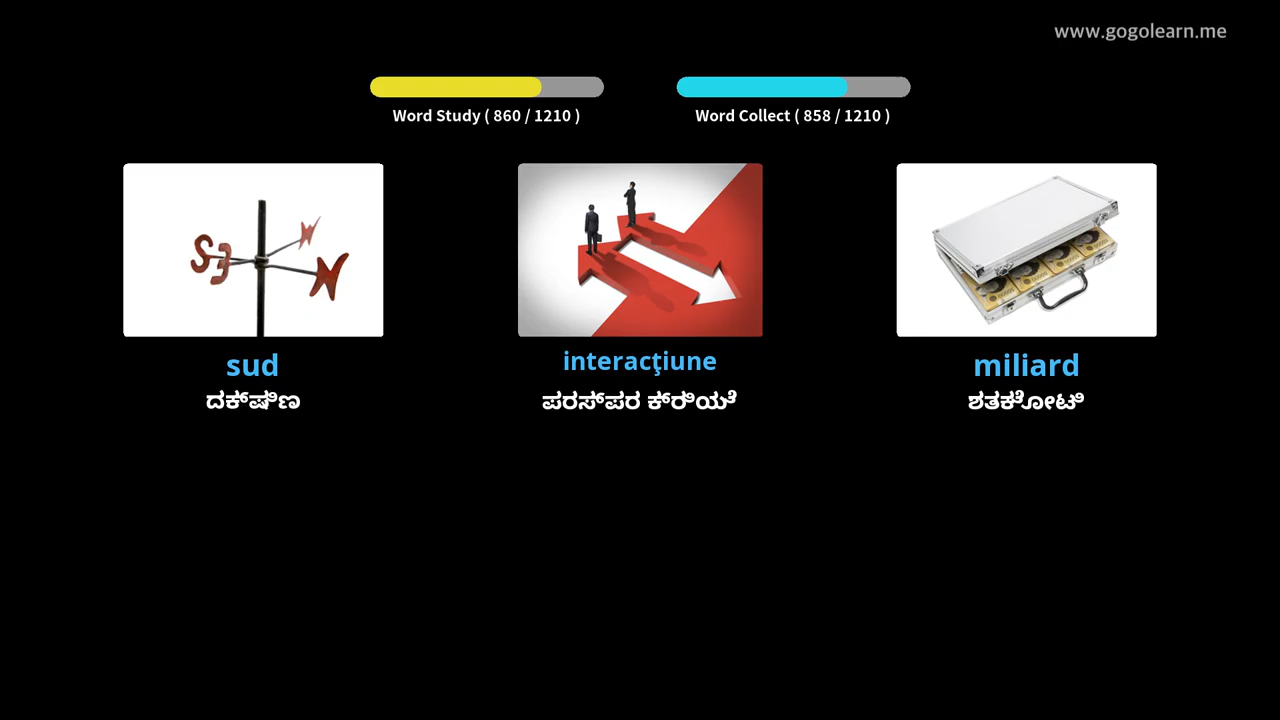 www.gogolearn.me
Word Study ( 860 / 1210 )
Word Collect ( 858 / 1210 )
sud
ದಕ್ಷಿಣ
interacţiune
ಪರಸ್ಪರ ಕ್ರಿಯೆ
miliard
ಶತಕೋಟಿ